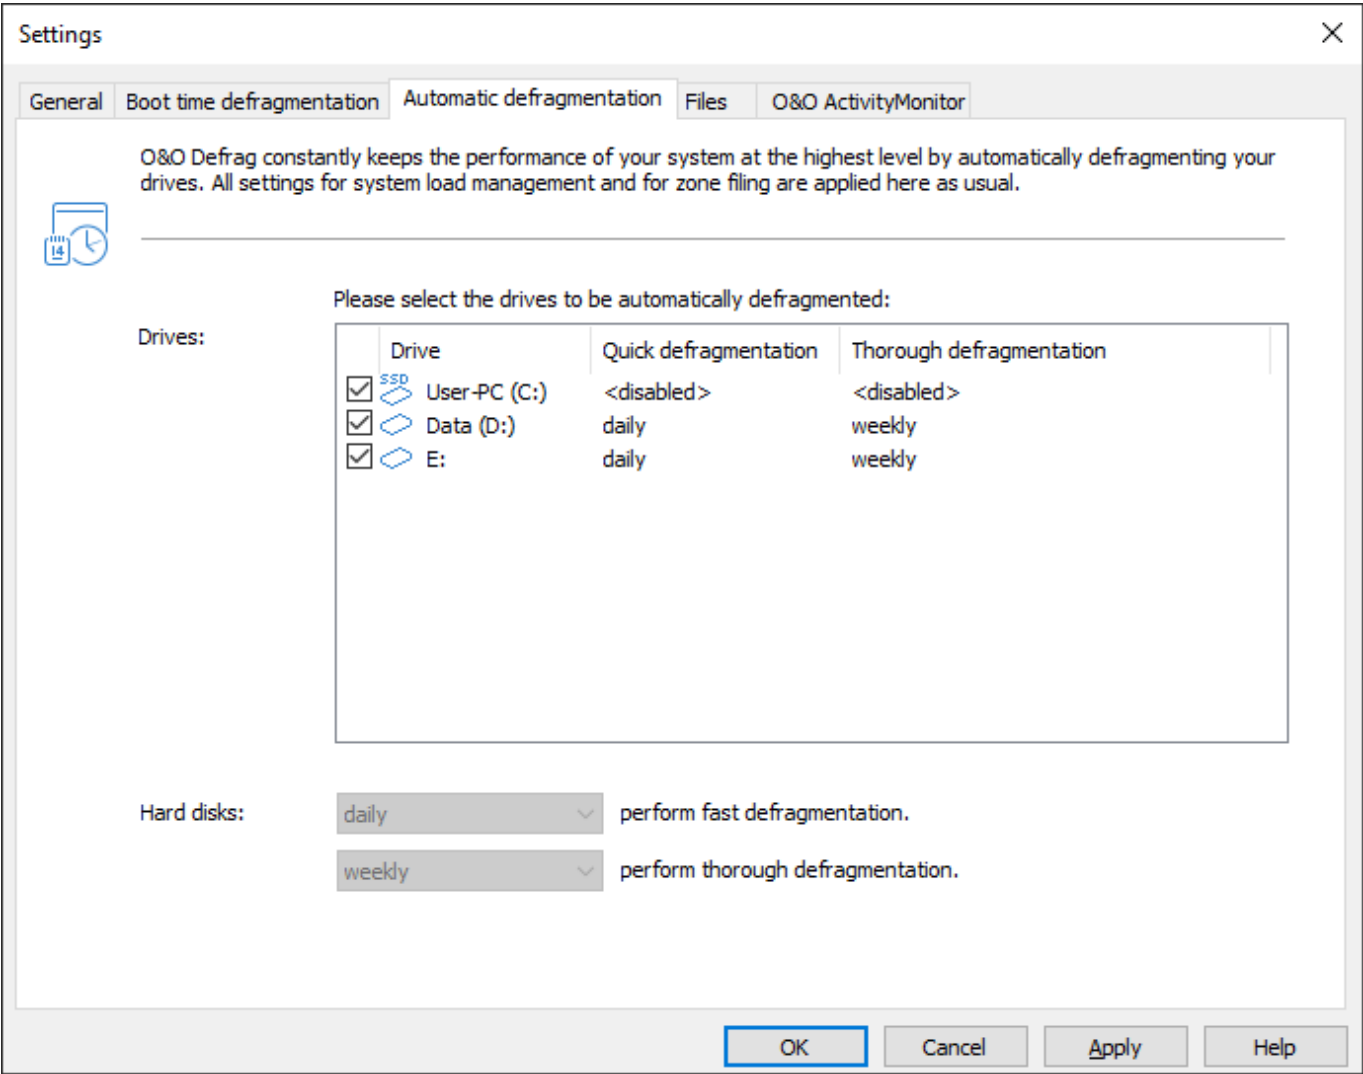 Settings
General Boot time defragmentation Automatic defragmentation Files O&O ActivityMonitor
O&O Defrag constantly keeps the performance of your system at the highest level by automatically defragmenting your
drives. All settings for system load management and for zone filing are applied here as usual.
14
Please select the drives to be automatically defragmented:
Drives:
Drive Quick defragmentation Thorough defragmentation
SSD User-PC (C:) <disabled> <disabled>
Data (D:) daily weekly
E: daily weekly
Hard disks: daily perform fast defragmentation.
weekly perform thorough defragmentation.
OK Cancel Apply Help